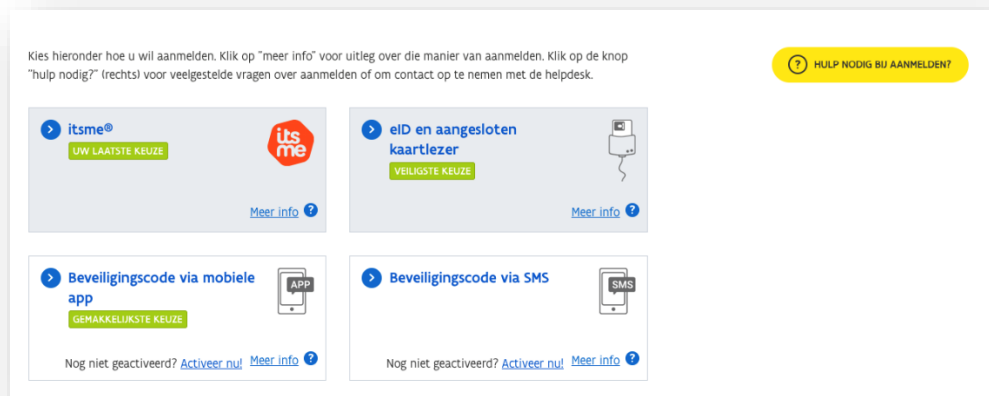 Kies hieronder hoe u wil aanmelden. Klik op "meer info" voor uitleg over die manier van aanmelden. Klik op de knop
"hulp nodig?" (rechts) voor veelgestelde vragen over aanmelden of om contact op te nemen met de helpdesk.
? HULP NODIG BIJ AANMELDEN?
itsme®
UW LAATSTE KEUZE
its
me
Meer info ?
eID en aangesloten
kaartlezer
VEILIGSTE KEUZE
Meer info ?
Beveiligingscode via mobiele
app
GEMAKKELIJKSTE KEUZE
APP
Nog niet geactiveerd? Activeer nu! Meer info ?
Beveiligingscode via SMS
SMS
Nog niet geactiveerd? Activeer nu! Meer info ?